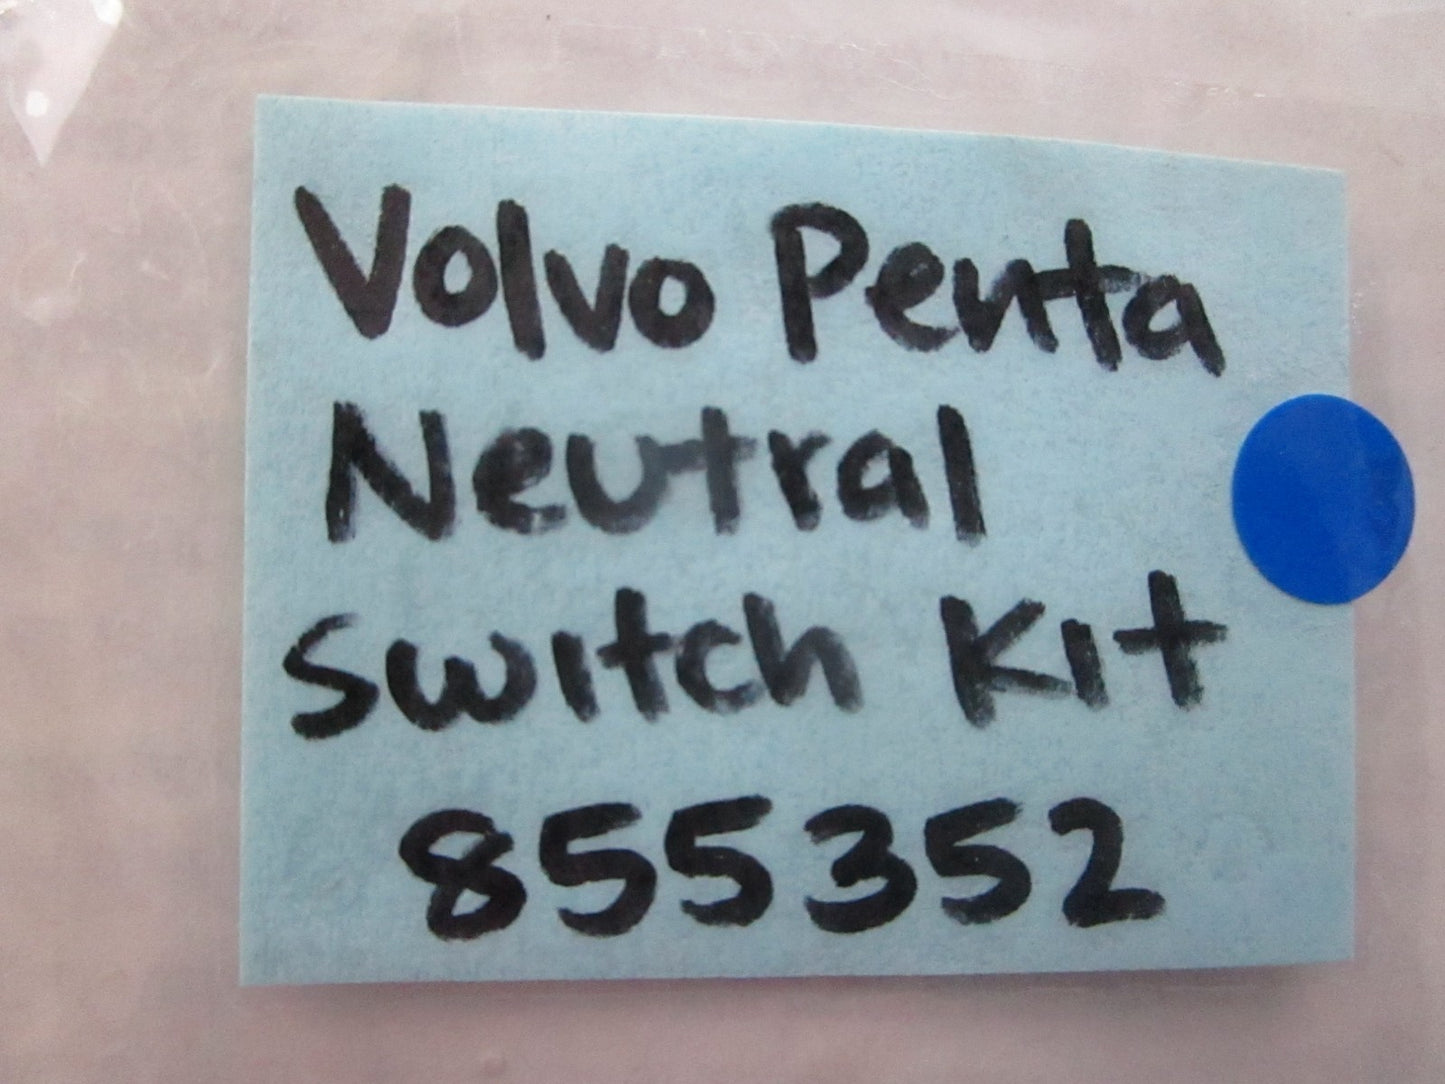 Volvo Penta
Neutral
Switch Kit
855352